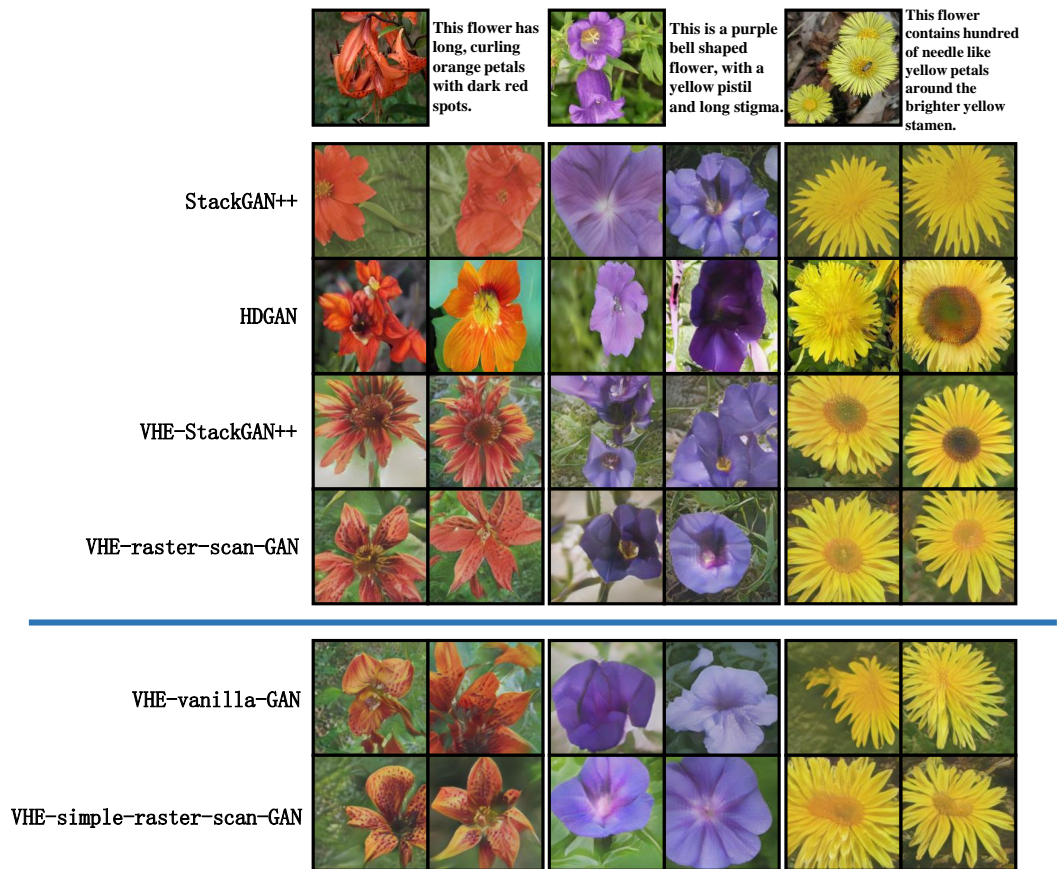 This flower has
long, curling
orange petals
with dark red
spots.
This is a purple
bell shaped
flower, with a
yellow pistil
and long stigma.
This flower
contains hundred
of needle like
yellow petals
around the
brighter yellow
stamen.
StackGAN++
HDGAN
VHE-StackGAN++
VHE-raster-scan-GAN
VHE-vanilla-GAN
VHE-simple-raster-scan-GAN